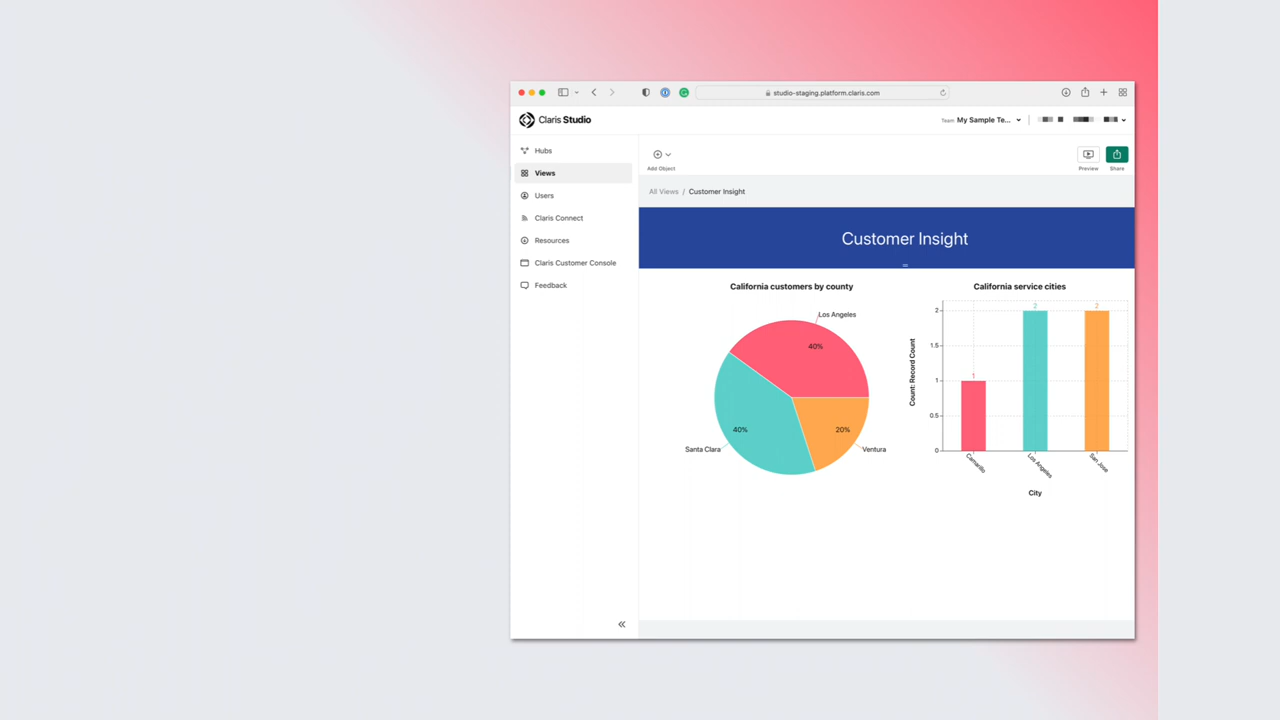 studio-staging.platform.claris.com
Claris Studio
Team My Sample Te...
Hubs
Views
Users
Claris Connect
Resources
Claris Customer Console
Feedback
Add Object
Preview
Share
All Views / Customer Insight
Customer Insight
California customers by county
Los Angeles
40%
40%
20%
Santa Clara
Ventura
California service cities
Count: Record Count
2
1.5
1
0.5
0
1
2
2
Camarillo
Los Angeles
San Jose
City